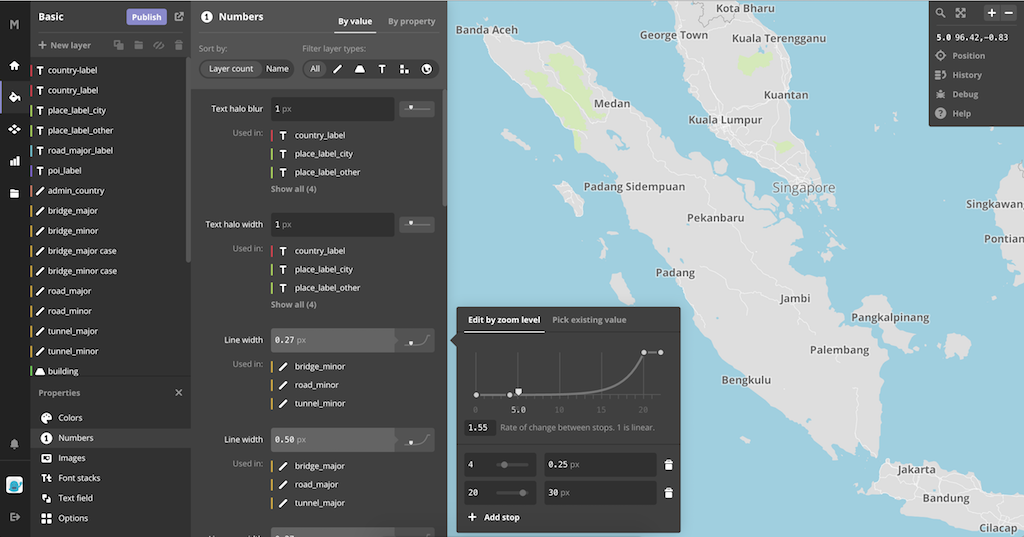 M
Basic
Publish
New layer
country-label
country_label
place_label_city
place_label_other
road_major_label
poi_label
admin_country
bridge_major
bridge_minor
bridge_major case
bridge_minor case
road_major
road_minor
tunnel_major
tunnel_minor
building
Properties
Colors
1 Numbers
Images
Font stacks
Text field
Options
1 Numbers
By value
By property
Sort by:
Layer count
Name
Filter layer types:
All
T
Text halo blur
1 px
Used in:
T country_label
T place_label_city
T place_label_other
Show all (4)
Text halo width
1 px
Used in:
T country_label
T place_label_city
T place_label_other
Show all (4)
Line width
0.27 px
Used in:
bridge_minor
road_minor
tunnel_minor
Line width
0.50 px
Used in:
bridge_major
road_major
tunnel_major
Edit by zoom level
Pick existing value
0
5.0
10
15
20
1.55
Rate of change between stops. 1 is linear.
4
0.25 px
20
30 px
Add stop
5.0 96.42,-0.83
Position
History
Debug
Help
Kota Bharu
Banda Aceh
George Town
Kuala Terengganu
Kuantan
Medan
Kuala Lumpur
Padang Sidempuan
Singapore
Singkawan
Pekanbaru
Pontian
Padang
Jambi
Pangkalpinang
Palembang
Bengkulu
Jakarta
Bandung
Cilacap